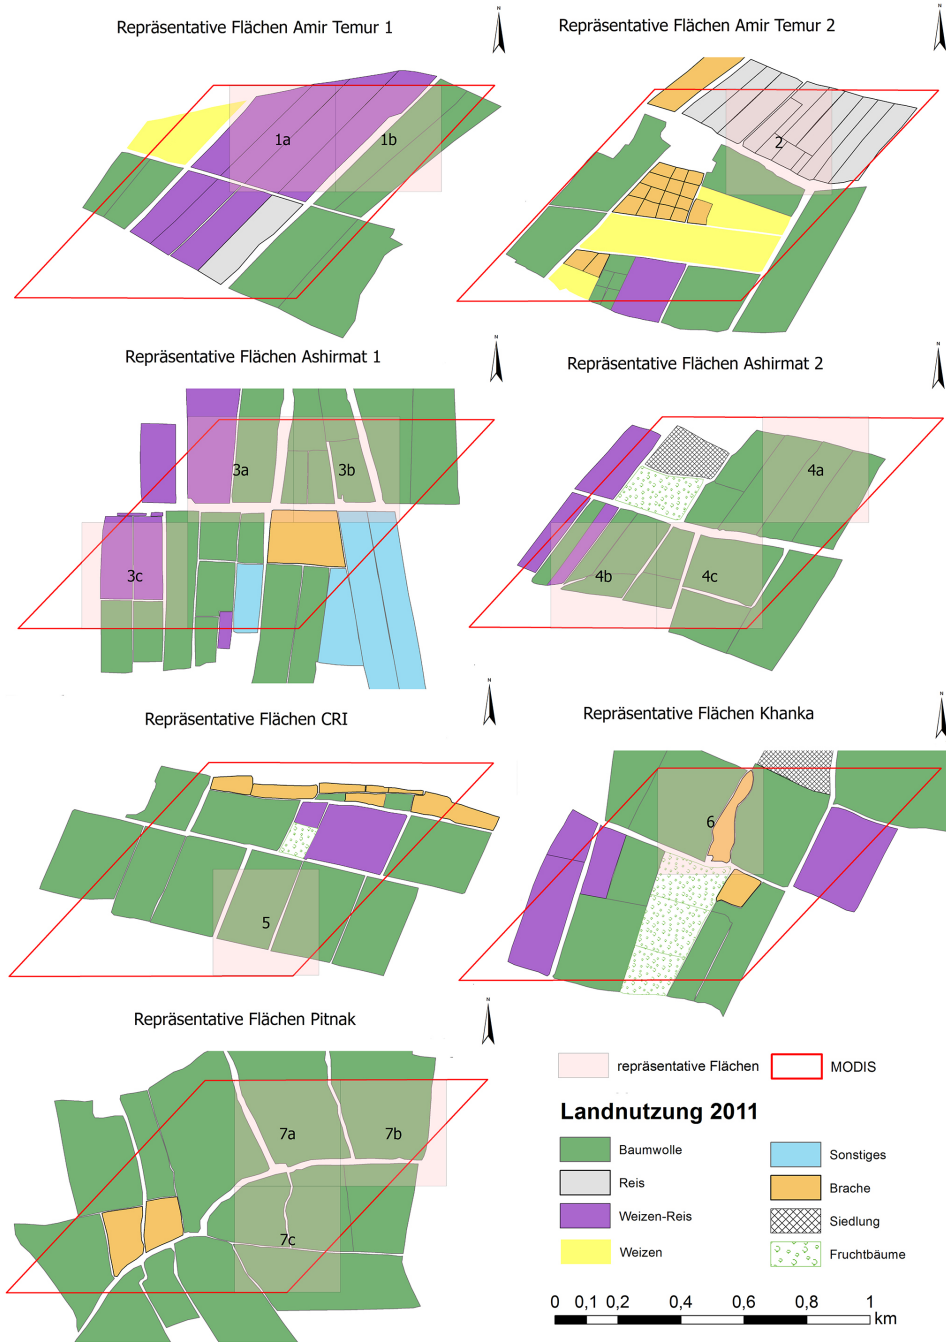 Repräsentative Flächen Amir Temur 1
N
Repräsentative Flächen Amir Temur 2
N
1a
1b
2
Repräsentative Flächen Ashirmat 1
N
Repräsentative Flächen Ashirmat 2
N
3a
3b
3c
4a
4b
4c
Repräsentative Flächen CRI
N
Repräsentative Flächen Khanka
N
5
6
Repräsentative Flächen Pitnak
N
7a
7b
7c
repräsentative Flächen
MODIS
Landnutzung 2011
Baumwolle
Reis
Weizen-Reis
Weizen
Sonstiges
Brache
Siedlung
Fruchtbäume
0 0,1 0,2 0,4 0,6 0,8 1
km